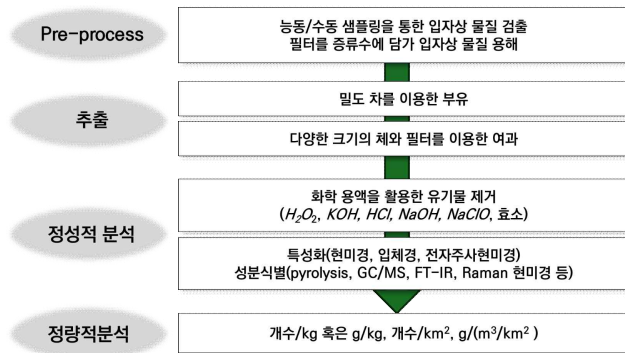 Pre-process
능동/수동 샘플링을 통한 입자상 물질 검출
필터를 증류수에 담가 입자상 물질 용해
추출
밀도 차를 이용한 부유
다양한 크기의 체와 필터를 이용한 여과
정성적 분석
화학 용액을 활용한 유기물 제거
(H₂O₂, KOH, HCl, NaOH, NaClO, 효소)
특성화(현미경, 입체경, 전자주사현미경)
성분식별(pyrolysis, GC/MS, FT-IR, Raman 현미경 등)
정량적분석
개수/kg 혹은 g/kg, 개수/km², g/(m³/km² )